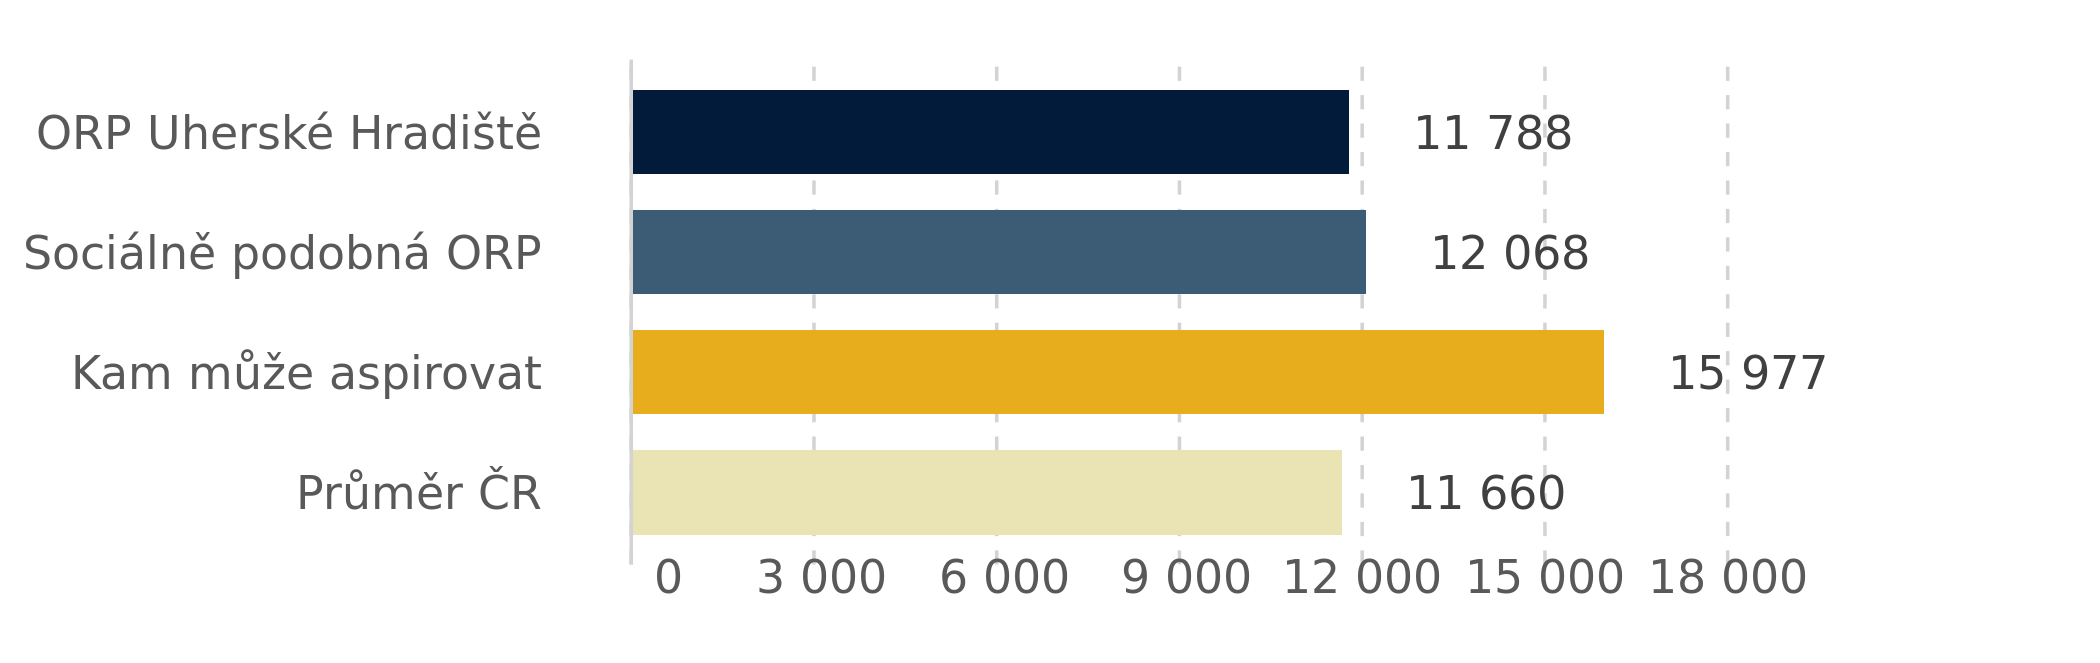 ORP Uherské Hradiště 11 788
Sociálně podobná ORP 12 068
Kam může aspirovat 15 977
Průměr ČR 11 660
0 3 000 6 000 9 000 12 000 15 000 18 000